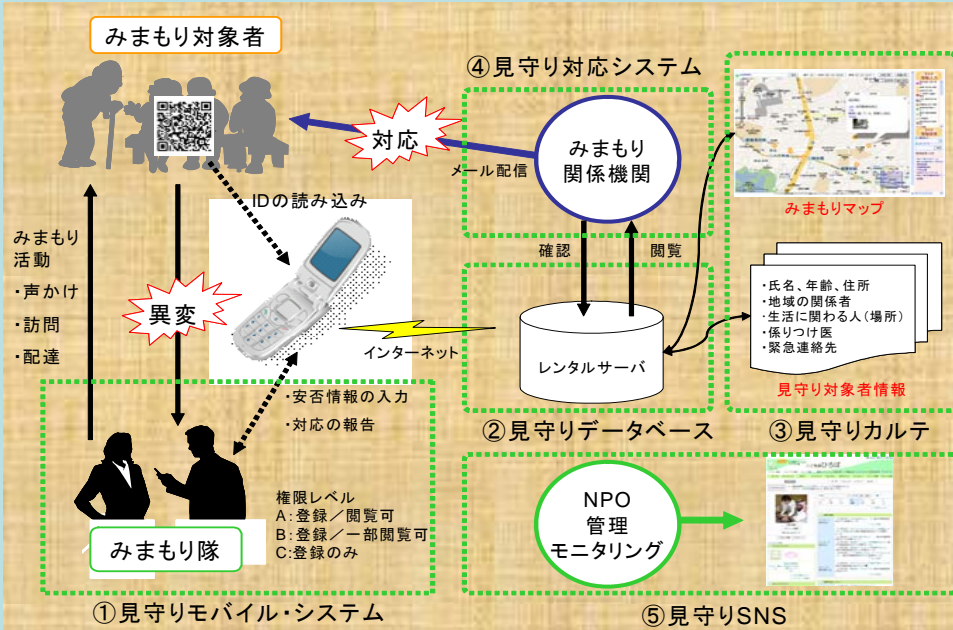 みまもり対象者
④見守り対応システム
対応
メール配信
みまもり
関係機関
みまもりマップ
IDの読み込み
みまもり
活動
・声かけ
・訪問
・配達
異変
確認
閲覧
インターネット
レンタルサーバ
・氏名、年齢、住所
・地域の関係者
・生活に関わる人（場所）
・係りつけ医
・緊急連絡先
見守り対象者情報
・安否情報の入力
・対応の報告
②見守りデータベース
③見守りカルテ
権限レベル
A：登録／閲覧可
B：登録／一部閲覧可
C：登録のみ
みまもり隊
①見守りモバイル・システム
NPO
管理
モニタリング
⑤見守りSNS